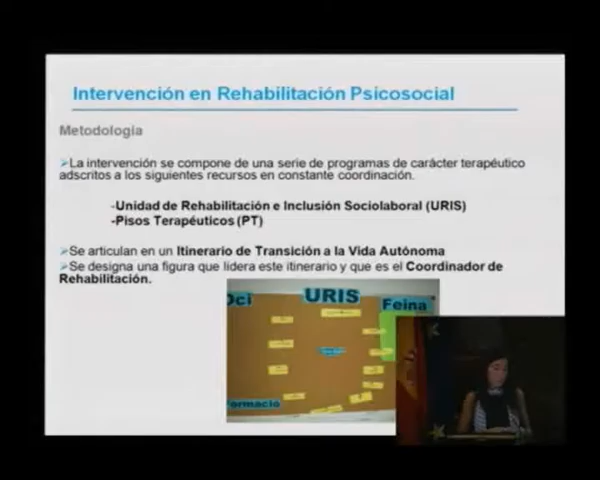 Intervención en Rehabilitación Psicosocial
Metodología
La intervención se compone de una serie de programas de carácter terapéutico
adscritos a los siguientes recursos en constante coordinación.
-Unidad de Rehabilitación e Inclusión Sociolaboral (URIS)
-Pisos Terapéuticos (PT)
Se articulan en un Itinerario de Transición a la Vida Autónoma
Se designa una figura que lidera este itinerario y que es el Coordinador de
Rehabilitación.
Oci
URIS
Feina
Formació